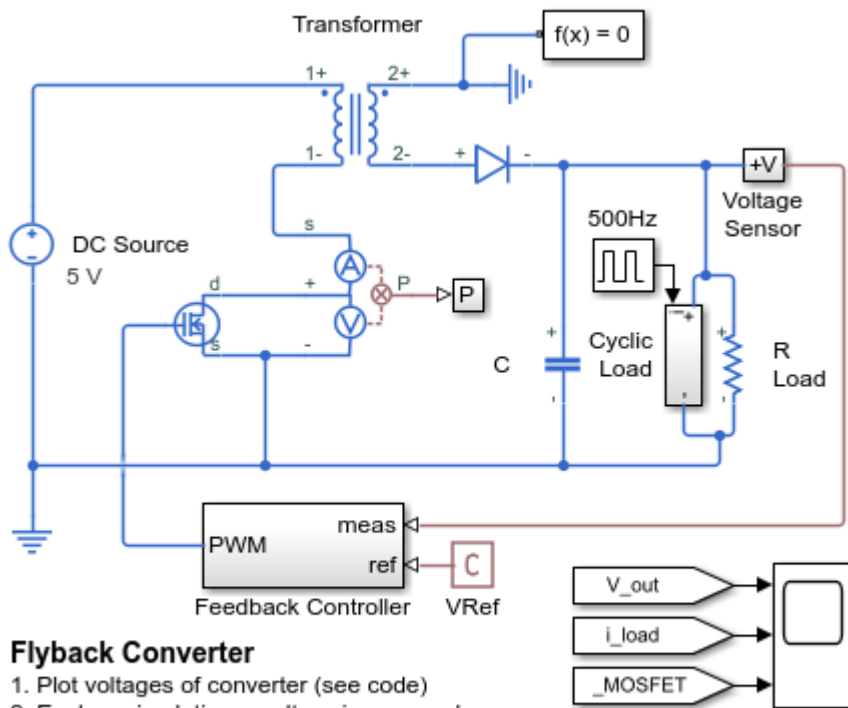 Transformer
f(x) = 0
1+
2+
1-
2-
+
-
+V
Voltage
Sensor
s
500Hz
DC Source
5 V
+
-
d
+
A
P
P
V
s
-
C
+
-
Cyclic
Load
+
-
R
Load
+
-
PWM
meas
ref
C
Feedback Controller
VRef
V_out
i_load
_MOSFET
Flyback Converter
1. Plot voltages of converter (see code)